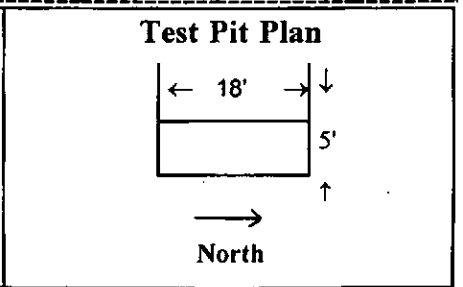 Test Pit Plan
← 18' → ↓
5'
↑
→
North